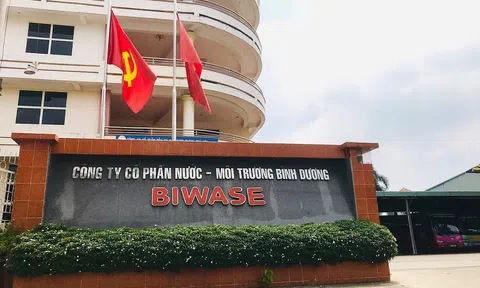 CÔNG TY CỔ PHẦN NƯỚC - MÔI TRƯỜNG BÌNH DƯƠNG
BIWASE